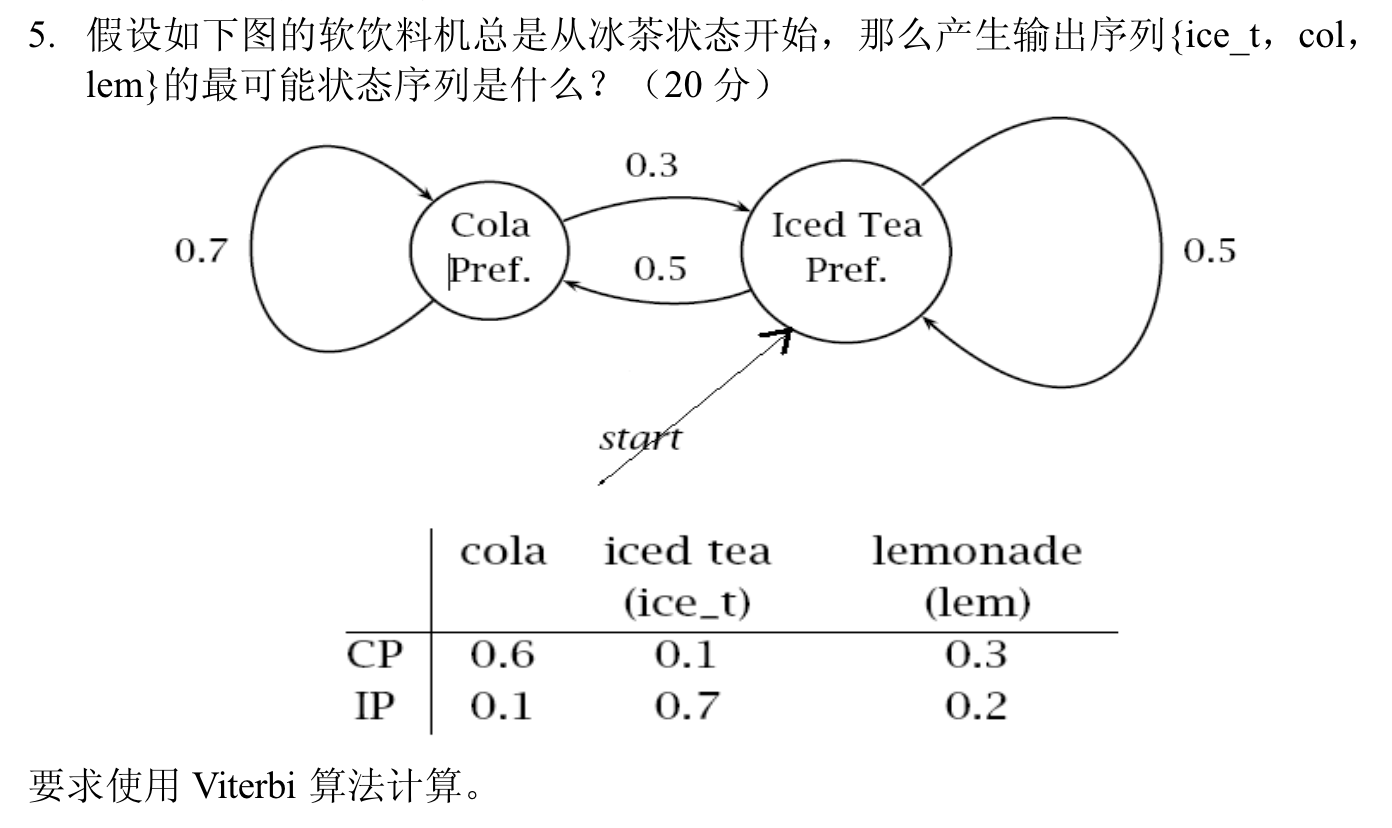 5. 假设如下图的软饮料机总是从冰茶状态开始，那么产生输出序列{ice_t，col，
lem}的最可能状态序列是什么？（20 分）
0.3
Cola
Pref.
Iced Tea
Pref.
0.7
0.5
0.5
start
cola iced tea lemonade
(ice_t) (lem)
CP 0.6 0.1 0.3
IP 0.1 0.7 0.2
要求使用 Viterbi 算法计算。